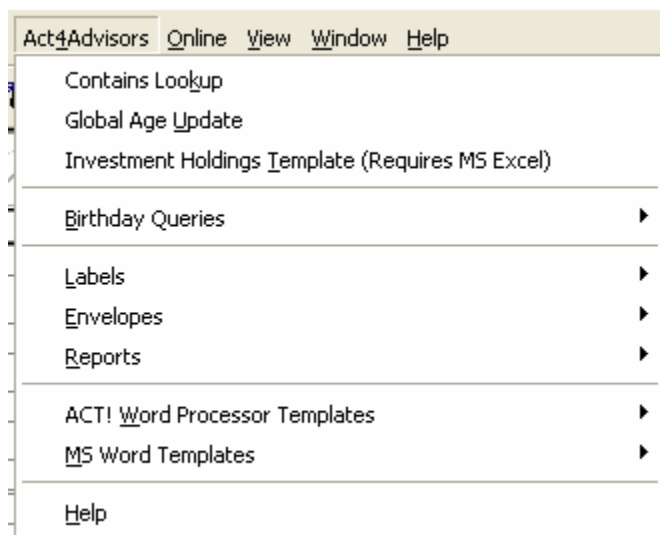 Act4Advisors Online View Window Help
Contains Lookup
Global Age Update
Investment Holdings Template (Requires MS Excel)
Birthday Queries
Labels
Envelopes
Reports
ACT! Word Processor Templates
MS Word Templates
Help